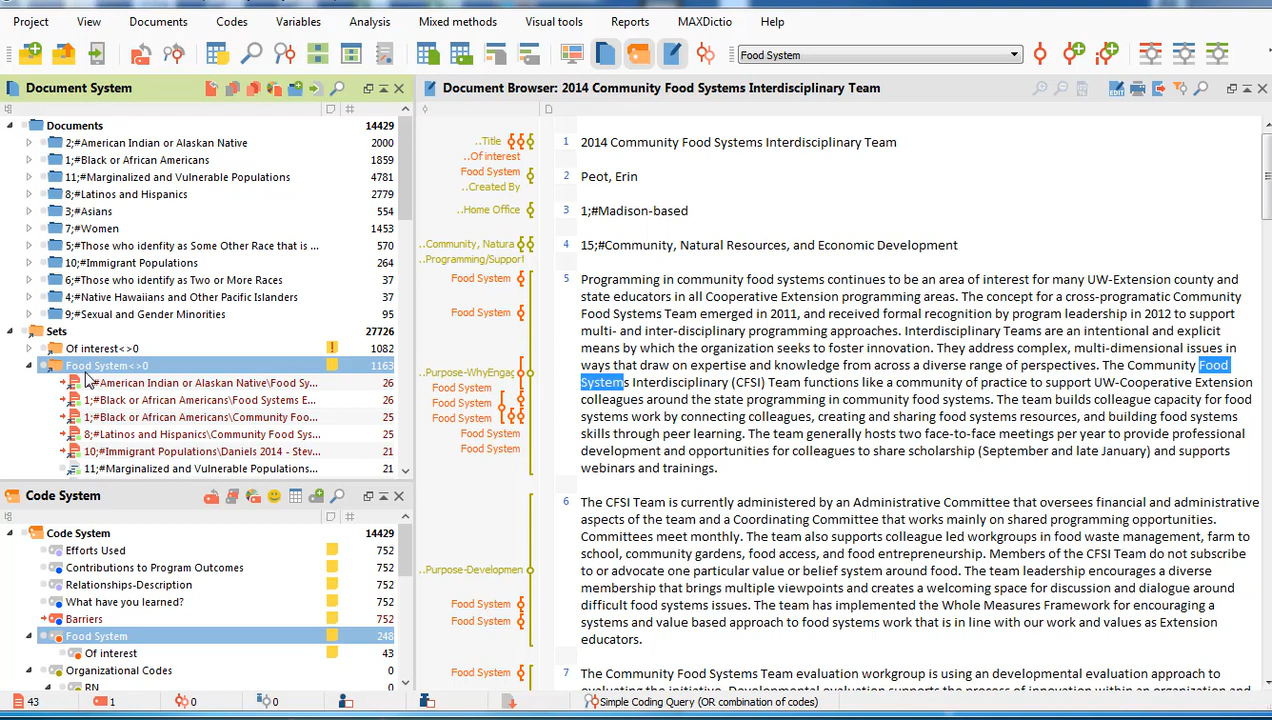 Project View Documents Codes Variables Analysis Mixed methods Visual tools Reports MAXDictio Help
Food System
Document System
Documents 14429
2;#American Indian or Alaskan Native 2000
1;#Black or African Americans 1859
11;#Marginalized and Vulnerable Populations 4781
8;#Latinos and Hispanics 2779
3;#Asians 554
7;#Women 1453
5;#Those who identify as Some Other Race that is ... 570
10;#Immigrant Populations 264
6;#Those who identify as Two or More Races 37
4;#Native Hawaiians and Other Pacific Islanders 37
9;#Sexual and Gender Minorities 115
Sets 27726
Of interest<>0 1082
Food System<>0 1163
;#American Indian or Alaskan Native\Food Sy... 26
1;#Black or African Americans\Food Systems E... 26
1;#Black or African Americans\Community Foo... 25
8;#Latinos and Hispanics\Community Food Sys... 25
10;#Immigrant Populations\Daniels 2014 - Stev... 21
11;#Marginalized and Vulnerable Populations... 21
Code System
Code System 14429
Efforts Used 752
Contributions to Program Outcomes 752
Relationships-Description 752
What have you learned? 752
Barriers 752
Food System 248
Of interest 43
Organizational Codes 0
RN 0
Document Browser: 2014 Community Food Systems Interdisciplinary Team
..Title
..Of interest
Food System
..Created By
..Home Office
..Community, Natura
..Programming/Support
Food System
Food System
..Purpose-WhyEngag
Food System
Food System
Food System
Food System
..Purpose-Developmen
Food System
Food System
Food System
1 2014 Community Food Systems Interdisciplinary Team
2 Peot, Erin
3 1;#Madison-based
4 15;#Community, Natural Resources, and Economic Development
5 Programming in community food systems continues to be an area of interest for many UW-Extension county and
state educators in all Cooperative Extension programming areas. The concept for a cross-programatic Community
Food Systems Team emerged in 2011, and received formal recognition by program leadership in 2012 to support
multi- and inter-disciplinary programming approaches. Interdisciplinary Teams are an intentional and explicit
means by which the organization seeks to foster innovation. They address complex, multi-dimensional issues in
ways that draw on expertise and knowledge from across a diverse range of perspectives. The Community Food
Systems Interdisciplinary (CFSI) Team functions like a community of practice to support UW-Cooperative Extension
colleagues around the state programming in community food systems. The team builds colleague capacity for food
systems work by connecting colleagues, creating and sharing food systems resources, and building food systems
skills through peer learning. The team generally hosts two face-to-face meetings per year to provide professional
development and opportunities for colleagues to share scholarship (September and late January) and supports
webinars and trainings.
6 The CFSI Team is currently administered by an Administrative Committee that oversees financial and administrative
aspects of the team and a Coordinating Committee that works mainly on shared programming opportunities.
Committees meet monthly. The team also supports colleague led workgroups in food waste management, farm to
school, community gardens, food access, and food entrepreneurship. Members of the CFSI Team do not subscribe
to or advocate one particular value or belief system around food. The team leadership encourages a diverse
membership that brings multiple viewpoints and creates a welcoming space for discussion and dialogue around
difficult food systems issues. The team has implemented the Whole Measures Framework for encouraging a
systems and value based approach to food systems work that is in line with our work and values as Extension
educators.
7 The Community Food Systems Team evaluation workgroup is using an developmental evaluation approach to
43 1 0 0 Simple Coding Query (OR combination of codes)